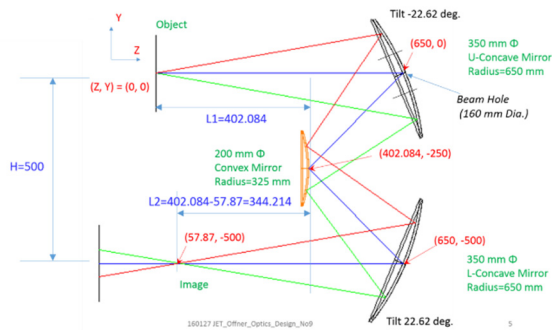 Object
Tilt -22.62 deg.
Y
Z
(650, 0)
350 mm Φ
U-Concave Mirror
Radius=650 mm
(Z, Y) = (0, 0)
Beam Hole
(160 mm Dia.)
L1=402.084
200 mm Φ
Convex Mirror
Radius=325 mm
(402.084, -250)
H=500
L2=402.084-57.87=344.214
(57.87, -500)
(650, -500)
350 mm Φ
L-Concave Mirror
Radius=650 mm
Image
Tilt 22.62 deg.
160127 JET_Offner_Optics_Design_No9
5